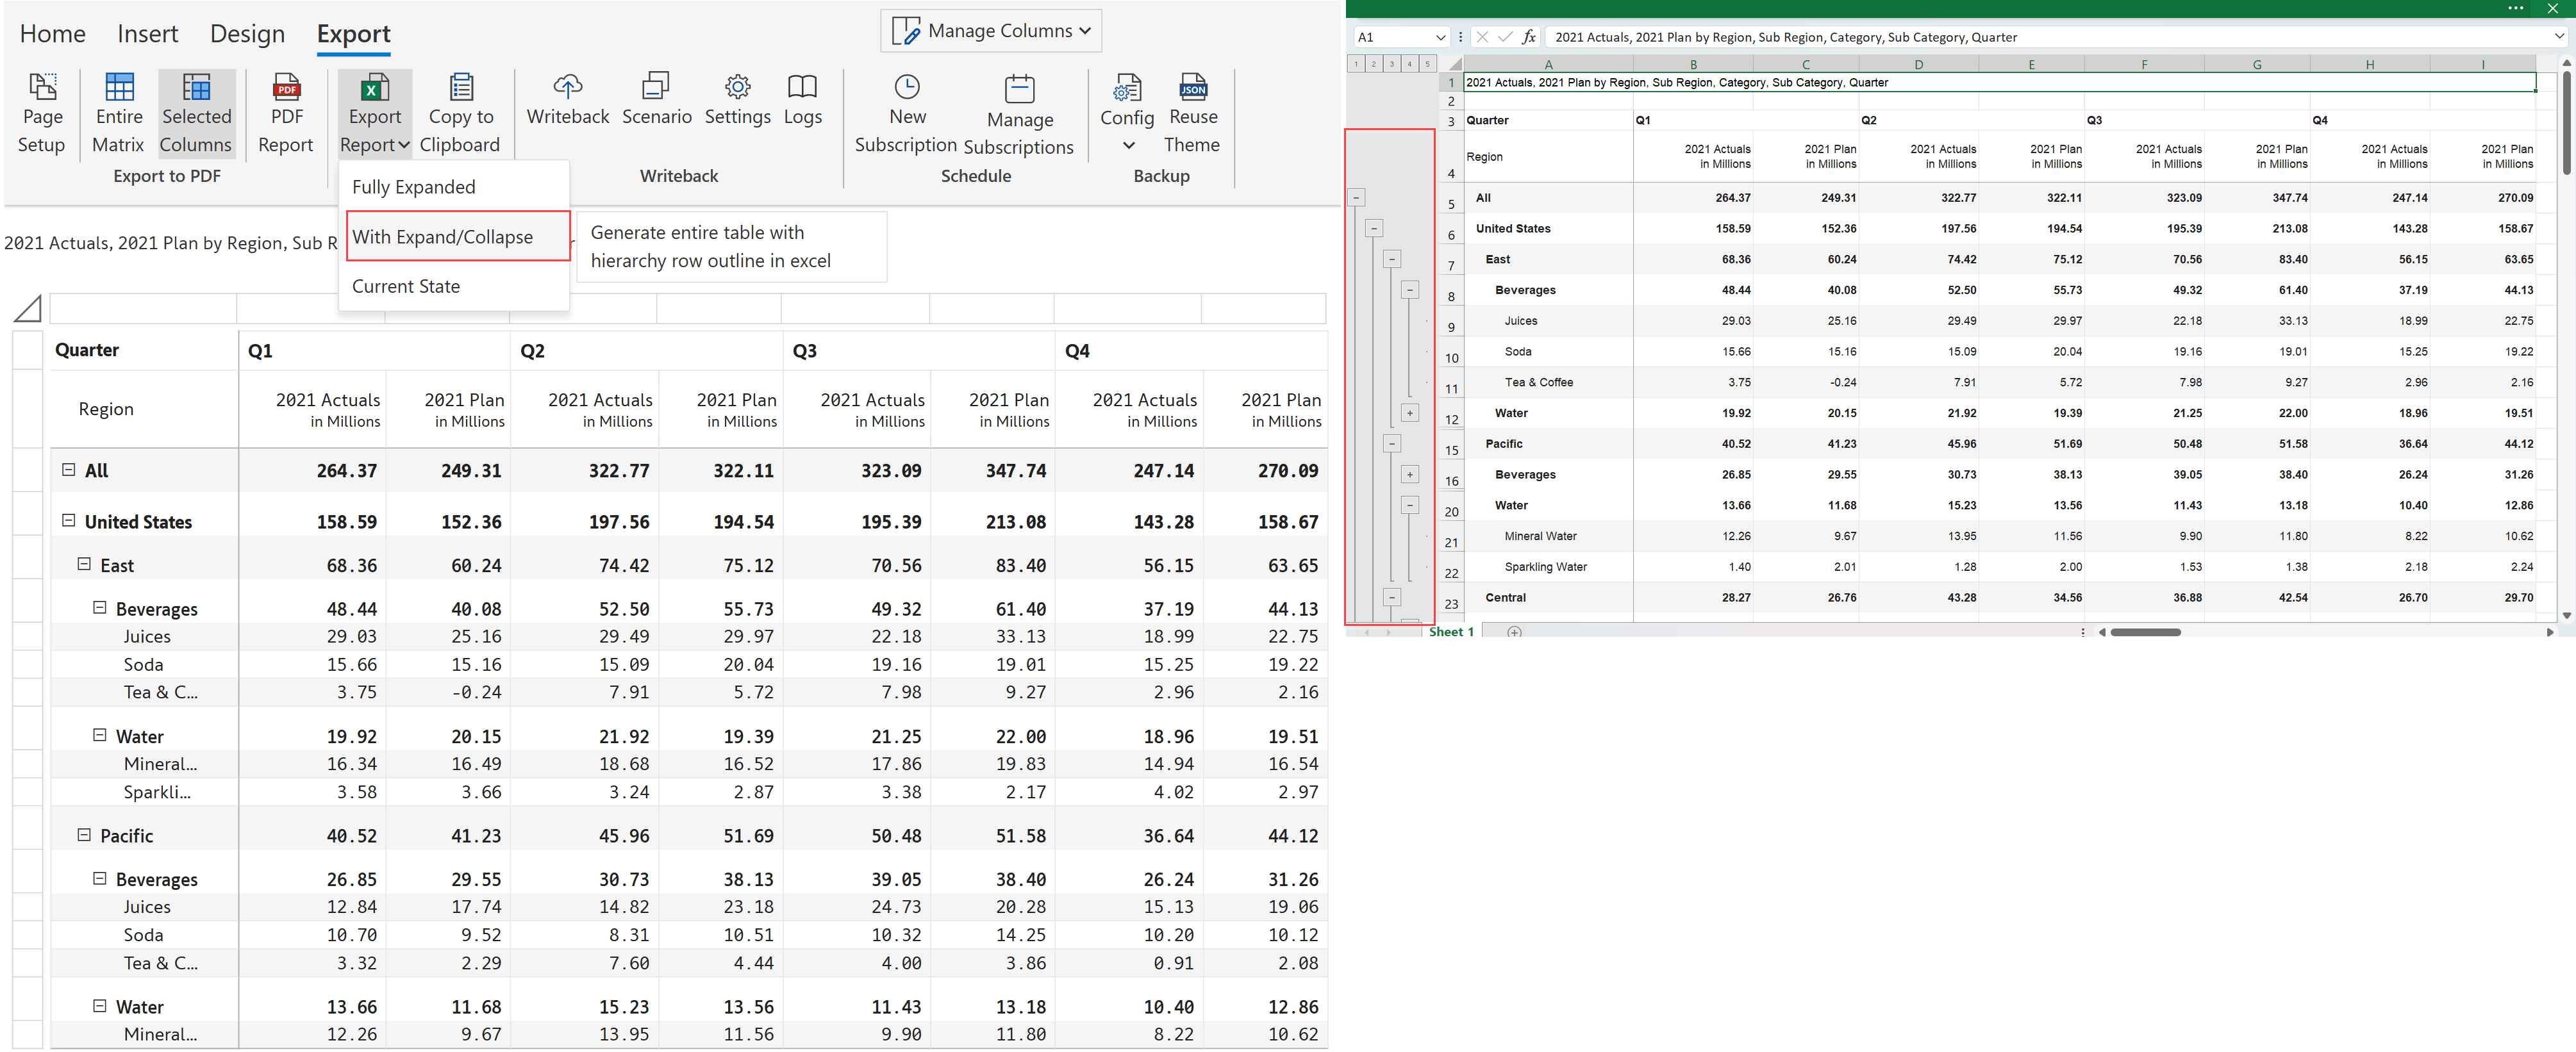 Home Insert Design Export
Manage Columns
Page Setup
Entire Matrix
Selected Columns
Export to PDF
PDF
PDF Report
X
Export Report
Copy to Clipboard
Writeback Scenario Settings Logs
Writeback
New Subscription
Manage Subscriptions
Schedule
Config
JSON
Reuse Theme
Backup
Fully Expanded
With Expand/Collapse
Current State
Generate entire table with
hierarchy row outline in excel
2021 Actuals, 2021 Plan by Region, Sub R
r
Quarter Q1 Q2 Q3 Q4
Region 2021 Actuals 2021 Plan 2021 Actuals 2021 Plan 2021 Actuals 2021 Plan 2021 Actuals 2021 Plan
in Millions in Millions in Millions in Millions in Millions in Millions in Millions in Millions
All 264.37 249.31 322.77 322.11 323.09 347.74 247.14 270.09
United States 158.59 152.36 197.56 194.54 195.39 213.08 143.28 158.67
East 68.36 60.24 74.42 75.12 70.56 83.40 56.15 63.65
Beverages 48.44 40.08 52.50 55.73 49.32 61.40 37.19 44.13
Juices 29.03 25.16 29.49 29.97 22.18 33.13 18.99 22.75
Soda 15.66 15.16 15.09 20.04 19.16 19.01 15.25 19.22
Tea & C... 3.75 -0.24 7.91 5.72 7.98 9.27 2.96 2.16
Water 19.92 20.15 21.92 19.39 21.25 22.00 18.96 19.51
Mineral... 16.34 16.49 18.68 16.52 17.86 19.83 14.94 16.54
Sparkli... 3.58 3.66 3.24 2.87 3.38 2.17 4.02 2.97
Pacific 40.52 41.23 45.96 51.69 50.48 51.58 36.64 44.12
Beverages 26.85 29.55 30.73 38.13 39.05 38.40 26.24 31.26
Juices 12.84 17.74 14.82 23.18 24.73 20.28 15.13 19.06
Soda 10.70 9.52 8.31 10.51 10.32 14.25 10.20 10.12
Tea & C... 3.32 2.29 7.60 4.44 4.00 3.86 0.91 2.08
Water 13.66 11.68 15.23 13.56 11.43 13.18 10.40 12.86
Mineral... 12.26 9.67 13.95 11.56 9.90 11.80 8.22 10.62
A1 fx 2021 Actuals, 2021 Plan by Region, Sub Region, Category, Sub Category, Quarter
1 2 3 4 5 A B C D E F G H I
1 2021 Actuals, 2021 Plan by Region, Sub Region, Category, Sub Category, Quarter
2
3 Quarter Q1 Q2 Q3 Q4
4 Region 2021 Actuals 2021 Plan 2021 Actuals 2021 Plan 2021 Actuals 2021 Plan 2021 Actuals 2021 Plan
in Millions in Millions in Millions in Millions in Millions in Millions in Millions in Millions
5 All 264.37 249.31 322.77 322.11 323.09 347.74 247.14 270.09
6 United States 158.59 152.36 197.56 194.54 195.39 213.08 143.28 158.67
7 East 68.36 60.24 74.42 75.12 70.56 83.40 56.15 63.65
8 Beverages 48.44 40.08 52.50 55.73 49.32 61.40 37.19 44.13
9 Juices 29.03 25.16 29.49 29.97 22.18 33.13 18.99 22.75
10 Soda 15.66 15.16 15.09 20.04 19.16 19.01 15.25 19.22
11 Tea & Coffee 3.75 -0.24 7.91 5.72 7.98 9.27 2.96 2.16
12 Water 19.92 20.15 21.92 19.39 21.25 22.00 18.96 19.51
15 Pacific 40.52 41.23 45.96 51.69 50.48 51.58 36.64 44.12
16 Beverages 26.85 29.55 30.73 38.13 39.05 38.40 26.24 31.26
20 Water 13.66 11.68 15.23 13.56 11.43 13.18 10.40 12.86
21 Mineral Water 12.26 9.67 13.95 11.56 9.90 11.80 8.22 10.62
22 Sparkling Water 1.40 2.01 1.28 2.00 1.53 1.38 2.18 2.24
23 Central 28.27 26.76 43.28 34.56 36.88 42.54 26.70 29.70
Sheet 1